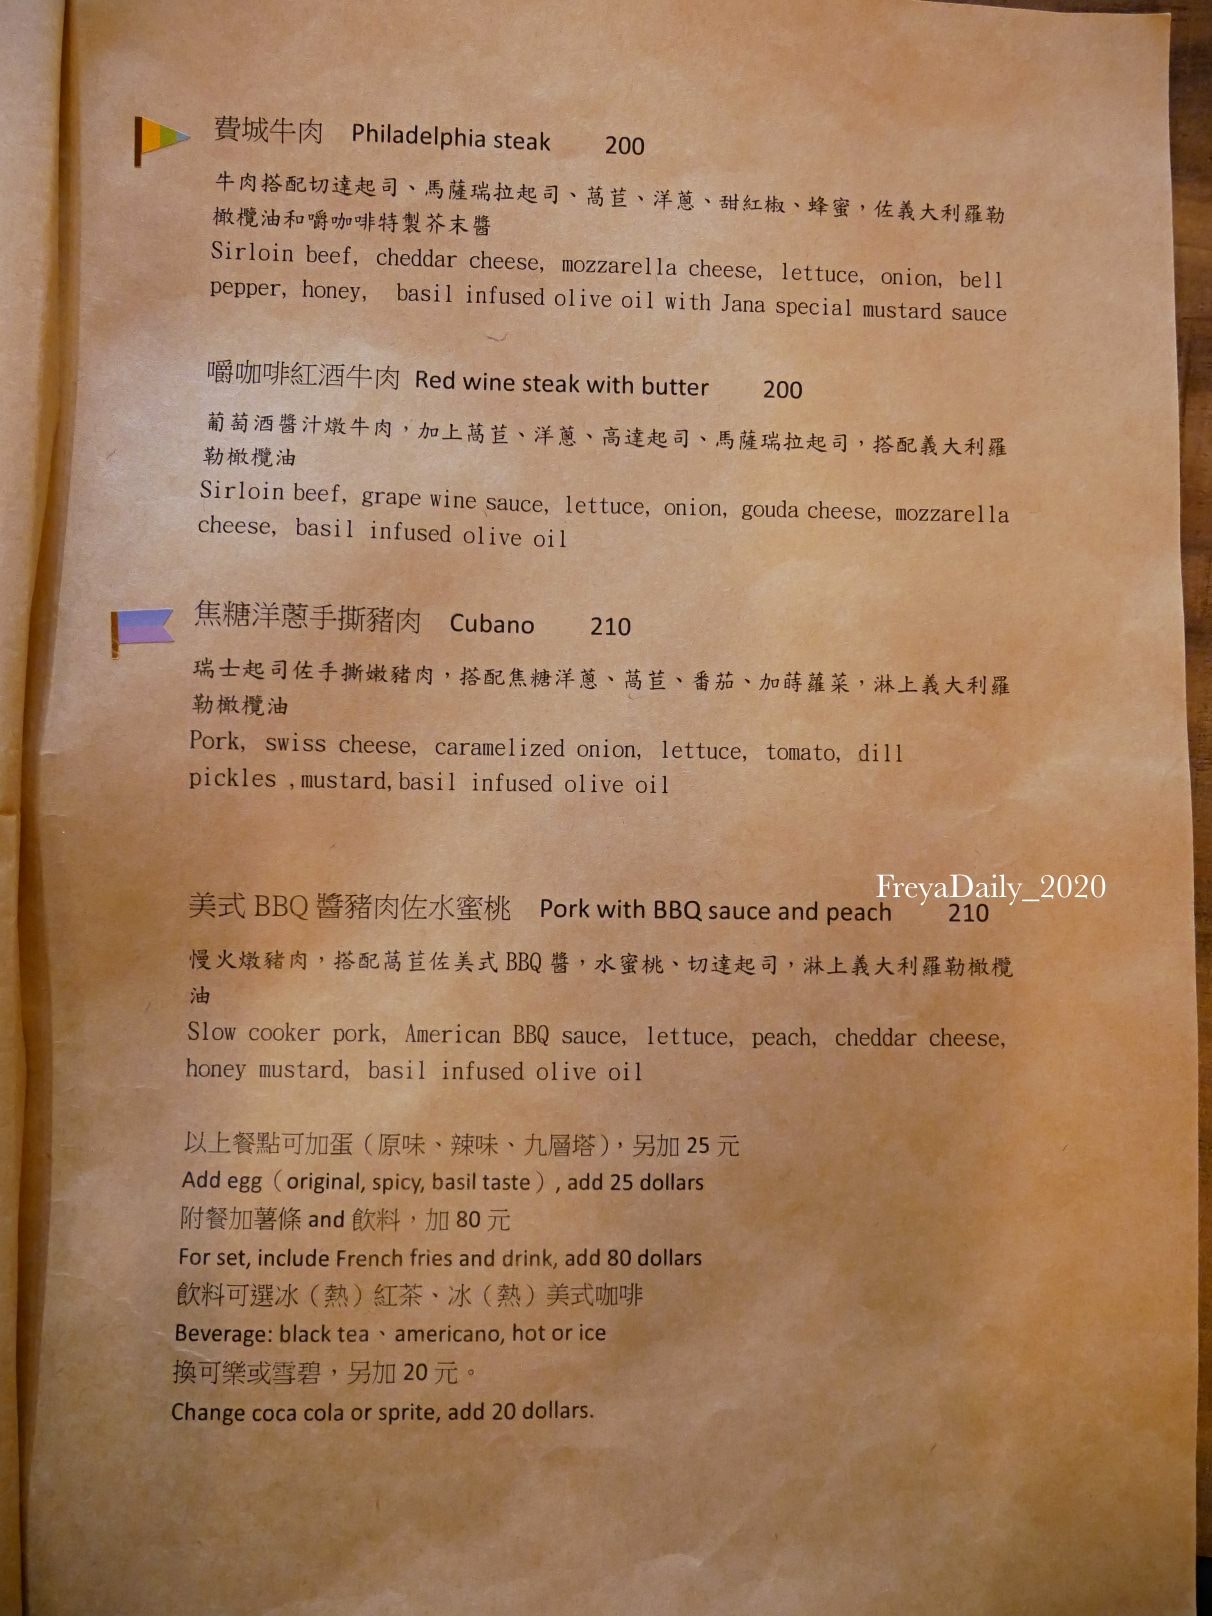 費城牛肉 Philadelphia steak 200
牛肉搭配切達起司、馬薩瑞拉起司、萵苣、洋蔥、甜紅椒、蜂蜜，佐義大利羅勒
橄欖油和嚼咖啡特製芥末醬
Sirloin beef, cheddar cheese, mozzarella cheese, lettuce, onion, bell
pepper, honey, basil infused olive oil with Jana special mustard sauce
嚼咖啡紅酒牛肉 Red wine steak with butter 200
葡萄酒醬汁燉牛肉，加上萵苣、洋蔥、高達起司、馬薩瑞拉起司，搭配義大利羅
勒橄欖油
Sirloin beef, grape wine sauce, lettuce, onion, gouda cheese, mozzarella
cheese, basil infused olive oil
焦糖洋蔥手撕豬肉 Cubano 210
瑞士起司佐手撕嫩豬肉，搭配焦糖洋蔥、萵苣、番茄、加蒔蘿菜，淋上義大利羅
勒橄欖油
Pork, swiss cheese, caramelized onion, lettuce, tomato, dill
pickles ,mustard,basil infused olive oil
FreyaDaily_2020
美式 BBQ 醬豬肉佐水蜜桃 Pork with BBQ sauce and peach 210
慢火燉豬肉，搭配萵苣佐美式 BBQ 醬，水蜜桃、切達起司，淋上義大利羅勒橄欖
油
Slow cooker pork, American BBQ sauce, lettuce, peach, cheddar cheese,
honey mustard, basil infused olive oil
以上餐點可加蛋（原味、辣味、九層塔），另加 25 元
Add egg（original, spicy, basil taste）, add 25 dollars
附餐加薯條 and 飲料，加 80 元
For set, include French fries and drink, add 80 dollars
飲料可選冰（熱）紅茶、冰（熱）美式咖啡
Beverage: black tea、americano, hot or ice
換可樂或雪碧，另加 20 元。
Change coca cola or sprite, add 20 dollars.